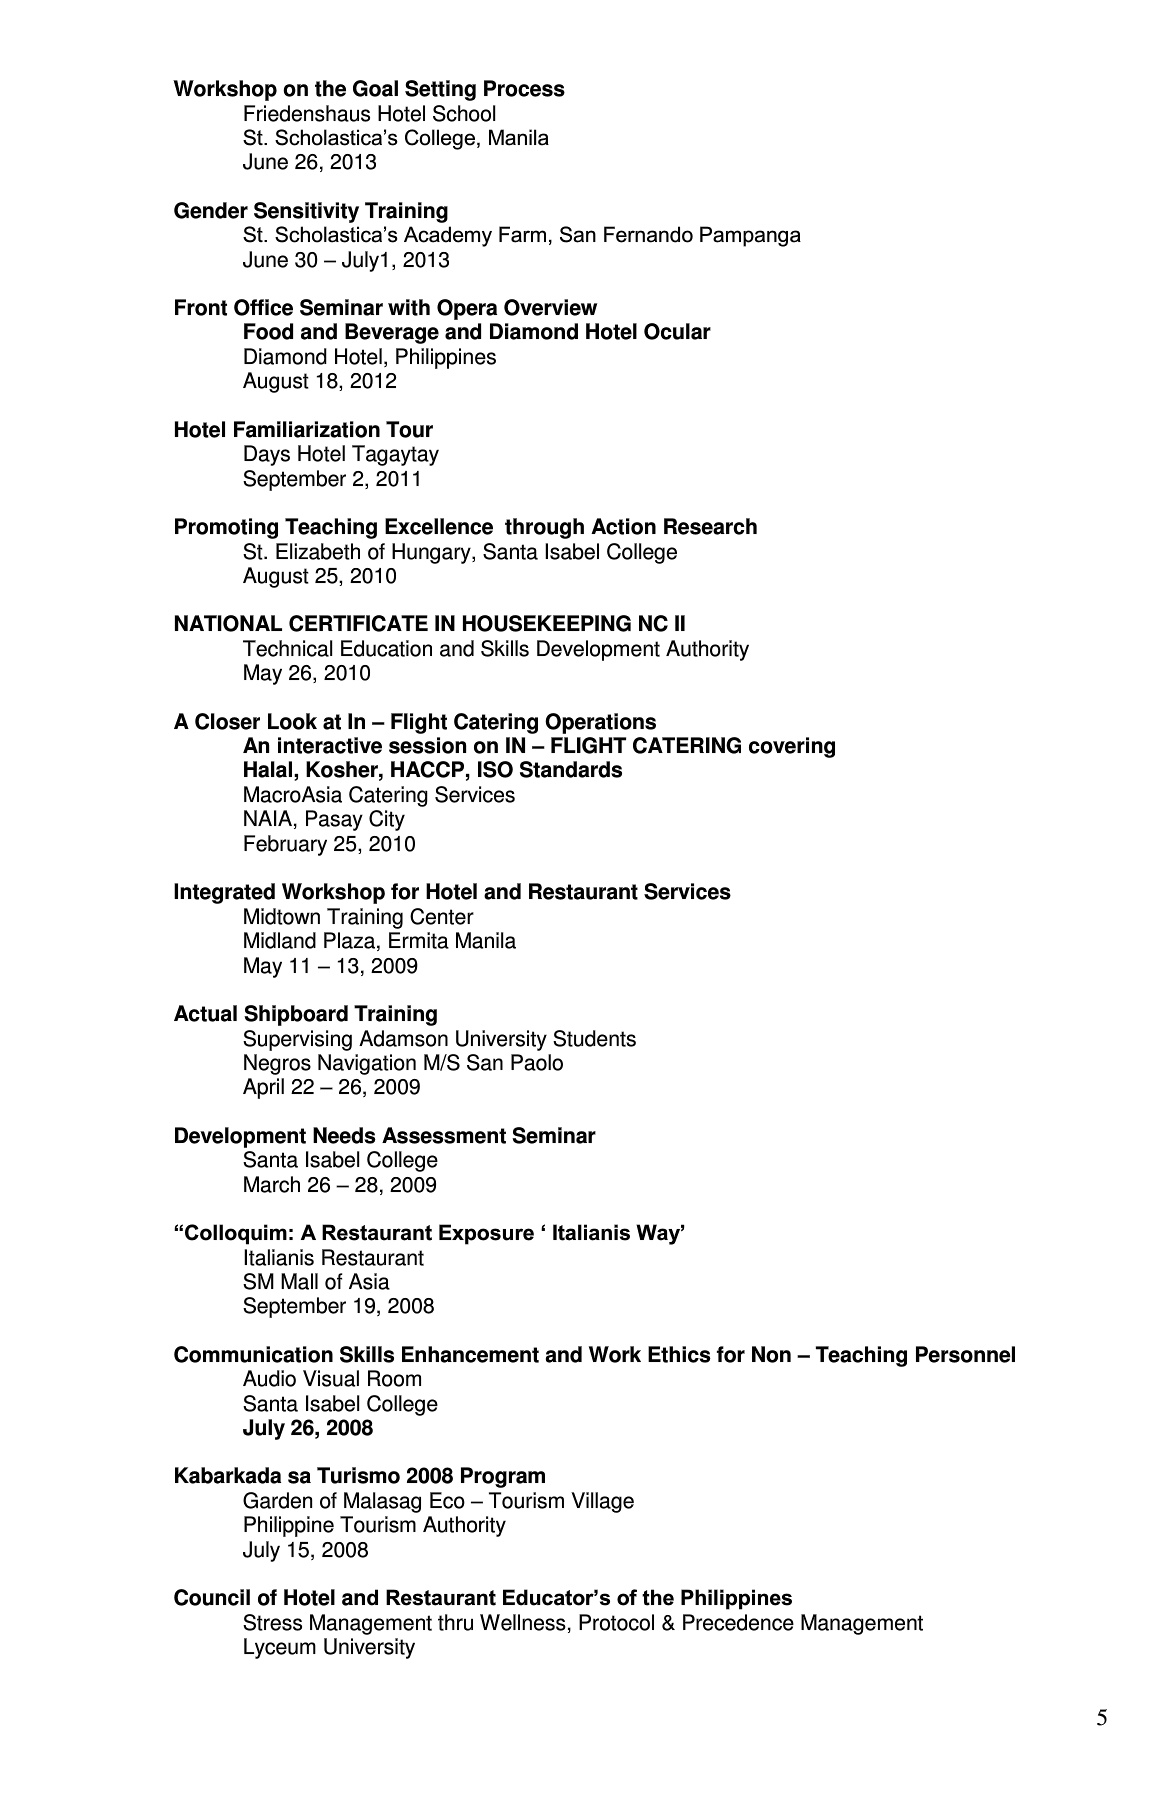 Workshop on the Goal Setting Process
Friedenshaus Hotel School
St. Scholastica’s College, Manila
June 26, 2013
Gender Sensitivity Training
St. Scholastica’s Academy Farm, San Fernando Pampanga
June 30 – July1, 2013
Front Office Seminar with Opera Overview
Food and Beverage and Diamond Hotel Ocular
Diamond Hotel, Philippines
August 18, 2012
Hotel Familiarization Tour
Days Hotel Tagaytay
September 2, 2011
Promoting Teaching Excellence  through Action Research
St. Elizabeth of Hungary, Santa Isabel College
August 25, 2010
NATIONAL CERTIFICATE IN HOUSEKEEPING NC II
Technical Education and Skills Development Authority
May 26, 2010
A Closer Look at In – Flight Catering Operations
An interactive session on IN – FLIGHT CATERING covering
Halal, Kosher, HACCP, ISO Standards
MacroAsia Catering Services
NAIA, Pasay City
February 25, 2010
Integrated Workshop for Hotel and Restaurant Services
Midtown Training Center
Midland Plaza, Ermita Manila
May 11 – 13, 2009
Actual Shipboard Training
Supervising Adamson University Students
Negros Navigation M/S San Paolo
April 22 – 26, 2009
Development Needs Assessment Seminar
Santa Isabel College
March 26 – 28, 2009
“Colloquim: A Restaurant Exposure ‘ Italianis Way’
Italianis Restaurant
SM Mall of Asia
September 19, 2008
Communication Skills Enhancement and Work Ethics for Non – Teaching Personnel
Audio Visual Room
Santa Isabel College
July 26, 2008
Kabarkada sa Turismo 2008 Program
Garden of Malasag Eco – Tourism Village
Philippine Tourism Authority
July 15, 2008
Council of Hotel and Restaurant Educator’s of the Philippines
Stress Management thru Wellness, Protocol & Precedence Management
Lyceum University
5